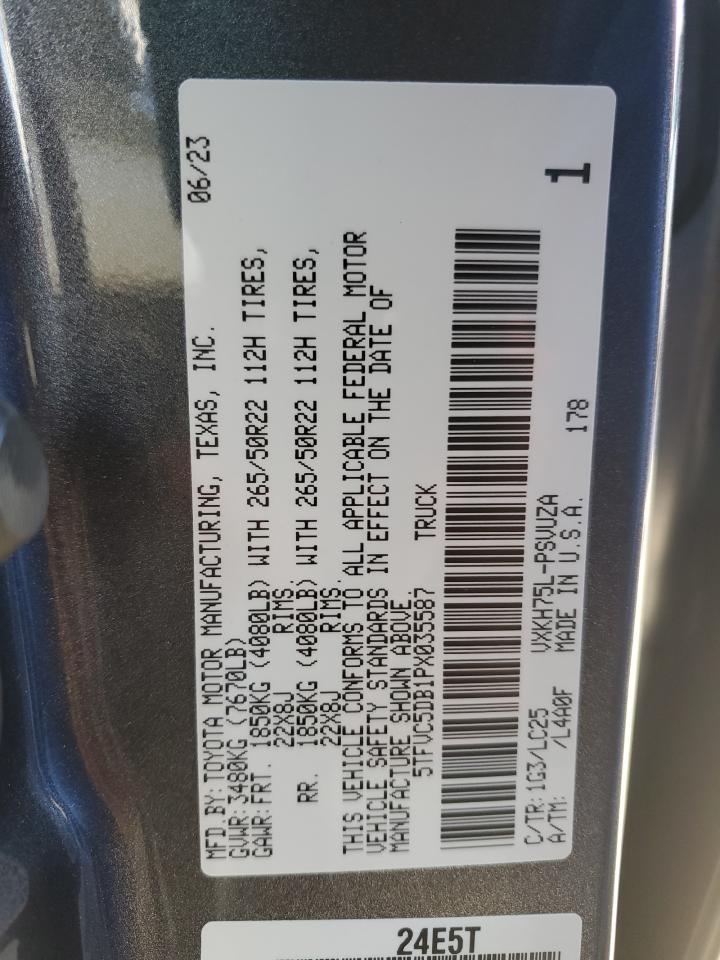 MFD BY: TOYOTA MOTOR MANUFACTURING, TEXAS, INC. 06/23
GVWR: 3480KG (7670LB)
GAWR: FRT. 1850KG (4080LB) WITH 265/50R22 112H TIRES,
22X8J RIMS.
RR. 1850KG (4080LB) WITH 265/50R22 112H TIRES,
22X8J RIMS.
THIS VEHICLE CONFORMS TO ALL APPLICABLE FEDERAL MOTOR
VEHICLE SAFETY STANDARDS IN EFFECT ON THE DATE OF
MANUFACTURE SHOWN ABOVE.
5TFVC5DB1PX035587 TRUCK
1
C/TR: 1G3/LC25 VXKH75L-PSVUZA
A/TM: /L4A0F MADE IN U.S.A. 178
24E5T